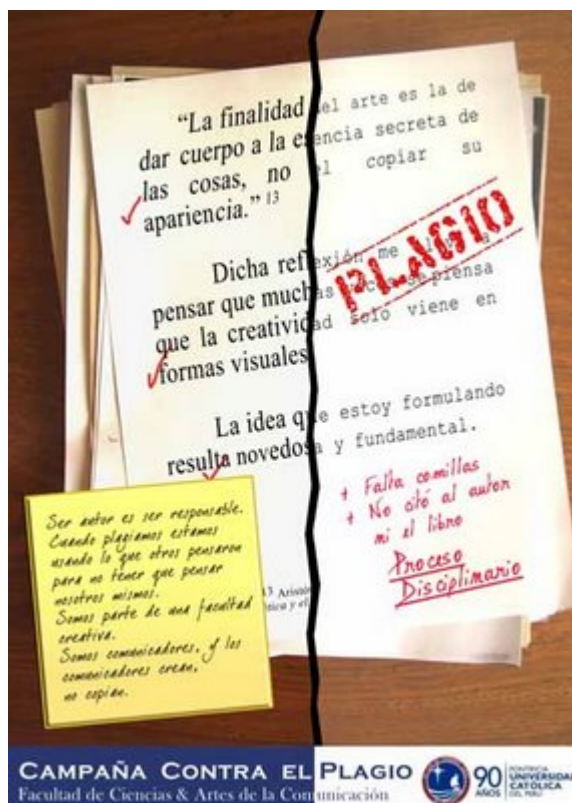 “La finalidad del arte es la de
dar cuerpo a la esencia secreta de
las cosas, no el copiar su
apariencia.” 13
PLAGIO
Dicha reflexión me a
pensar que muchas se piensa
que la creatividad solo viene en
formas visuales
La idea que estoy formulando
resulta novedosa y fundamental.
+ Falta comillas
+ No citó al autor
ni el libro
Proceso
Disciplinario
Ser autor es ser responsable.
Cuando plagiamos estamos
usando lo que otros pensaron
para no tener que pensar
nosotros mismos.
Somos parte de una facultad
creativa.
Somos comunicadores, y los
comunicadores crean,
no copian.
13 Aristó
tica y el
CAMPAÑA CONTRA EL PLAGIO
Facultad de Ciencias & Artes de la Comunicación
90
AÑOS
PONTIFICIA
UNIVERSIDAD
CATÓLICA
DEL PERÚ